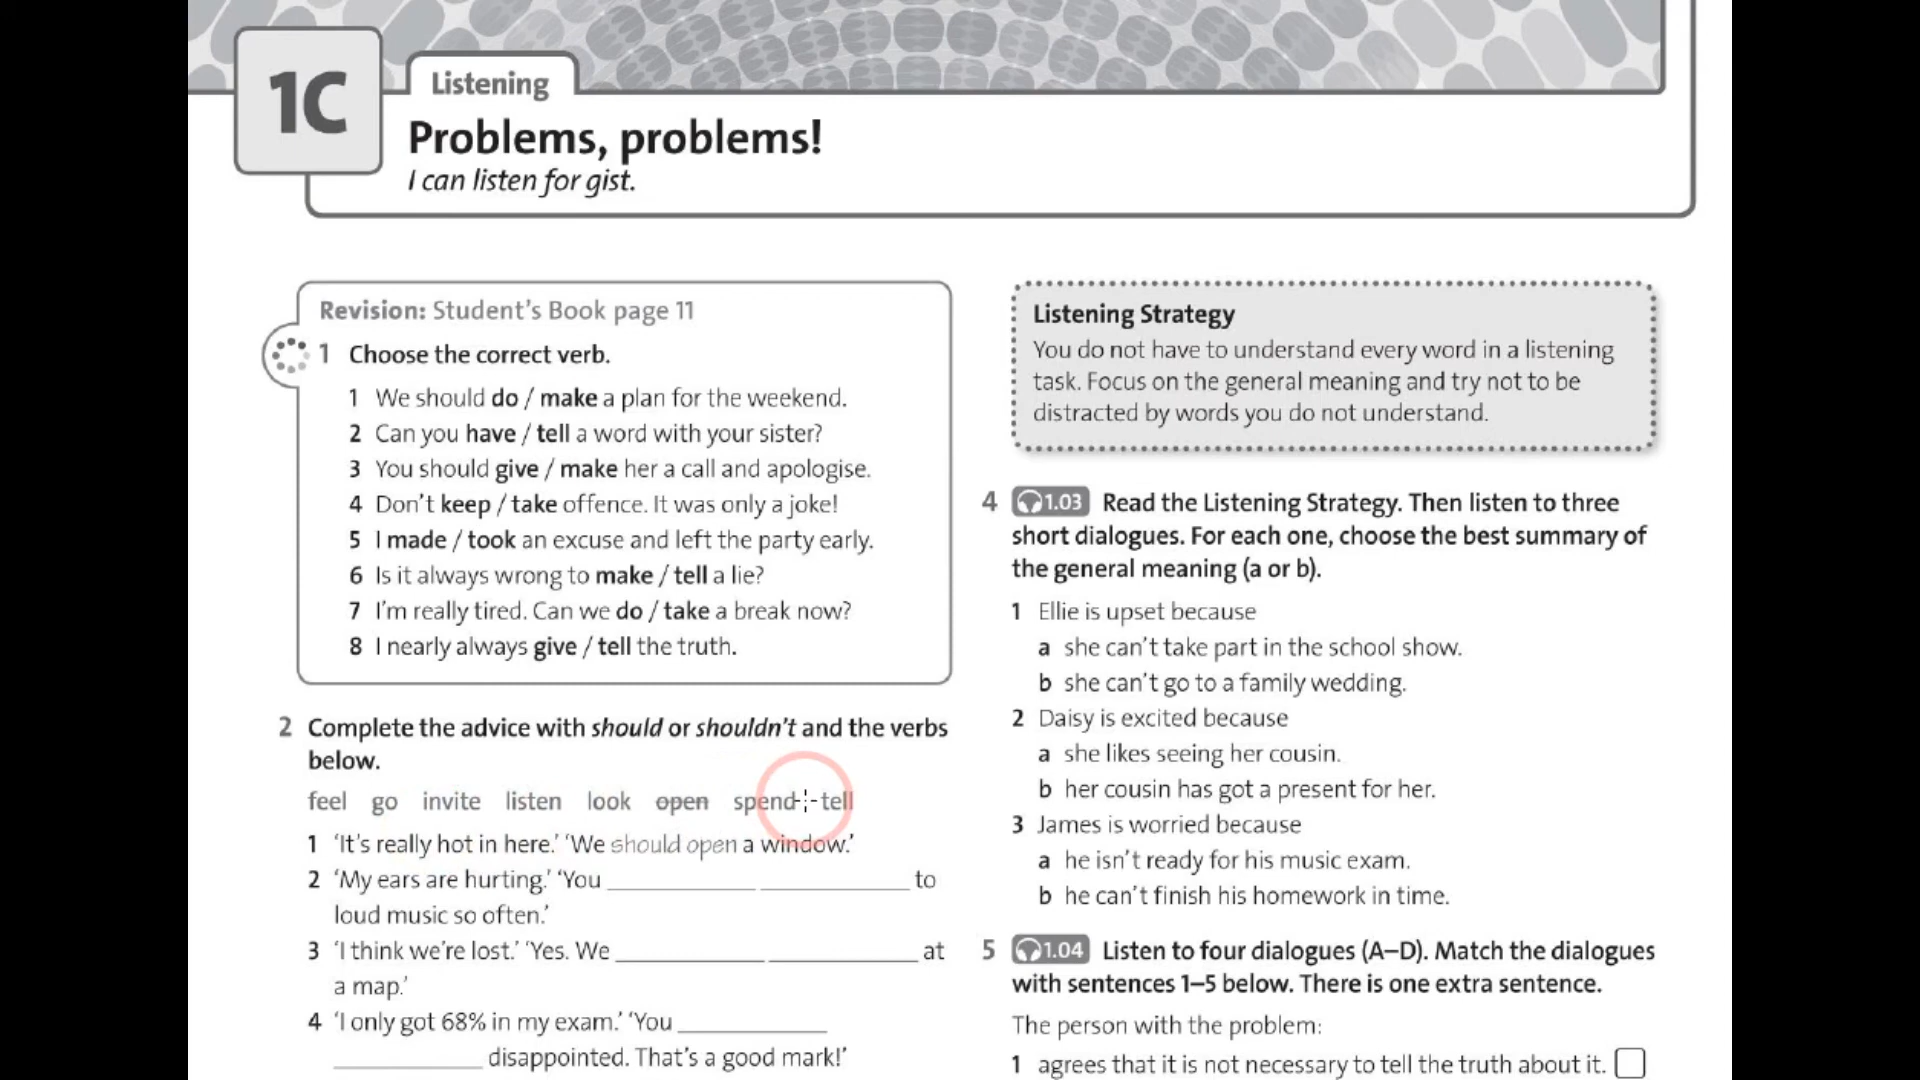 1C
Listening
Problems, problems!
I can listen for gist.
Revision: Student's Book page 11
1 Choose the correct verb.
1 We should do / make a plan for the weekend.
2 Can you have / tell a word with your sister?
3 You should give / make her a call and apologise.
4 Don't keep / take offence. It was only a joke!
5 I made / took an excuse and left the party early.
6 Is it always wrong to make / tell a lie?
7 I'm really tired. Can we do / take a break now?
8 I nearly always give / tell the truth.
2 Complete the advice with should or shouldn't and the verbs
below.
feel go invite listen look open spend tell
1 'It's really hot in here.' 'We should open a window.'
2 'My ears are hurting.' 'You ____________ ____________ to
loud music so often.'
3 'I think we're lost.' 'Yes. We ____________ ____________ at
a map.'
4 'I only got 68% in my exam.' 'You ____________
____________ disappointed. That's a good mark!'
Listening Strategy
You do not have to understand every word in a listening
task. Focus on the general meaning and try not to be
distracted by words you do not understand.
4 1.03 Read the Listening Strategy. Then listen to three
short dialogues. For each one, choose the best summary of
the general meaning (a or b).
1 Ellie is upset because
a she can't take part in the school show.
b she can't go to a family wedding.
2 Daisy is excited because
a she likes seeing her cousin.
b her cousin has got a present for her.
3 James is worried because
a he isn't ready for his music exam.
b he can't finish his homework in time.
5 1.04 Listen to four dialogues (A–D). Match the dialogues
with sentences 1–5 below. There is one extra sentence.
The person with the problem:
1 agrees that it is not necessary to tell the truth about it.